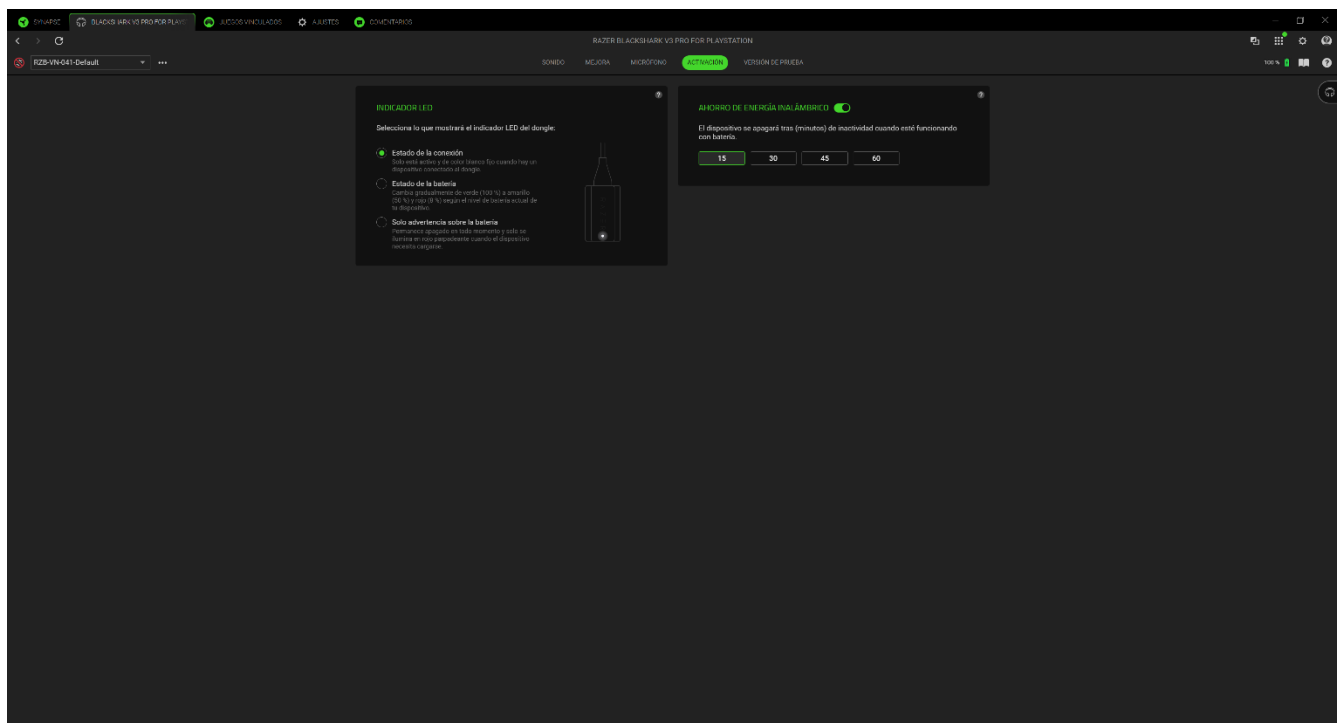 SYNAPSE
BLACKSHARK V3 PRO FOR PLAYS
JUEGOS VINCULADOS
AJUSTES
COMENTARIOS
RAZER BLACKSHARK V3 PRO FOR PLAYSTATION
RZB-VN-041-Default
SONIDO
MEJORA
MICRÓFONO
ACTIVACIÓN
VERSIÓN DE PRUEBA
100 %
INDICADOR LED
Selecciona lo que mostrará el indicador LED del dongle:
Estado de la conexión
Solo está activo y de color blanco fijo cuando hay un
dispositivo conectado al dongle.
Estado de la batería
Cambia gradualmente de verde (100 %) a amarillo
(50 %) y rojo (0 %) según el nivel de batería actual de
tu dispositivo.
Solo advertencia sobre la batería
Permanece apagado en todo momento y solo se
ilumina en rojo parpadeante cuando el dispositivo
necesita cargarse.
AHORRO DE ENERGÍA INALÁMBRICO
El dispositivo se apagará tras (minutos) de inactividad cuando esté funcionando
con batería.
15
30
45
60